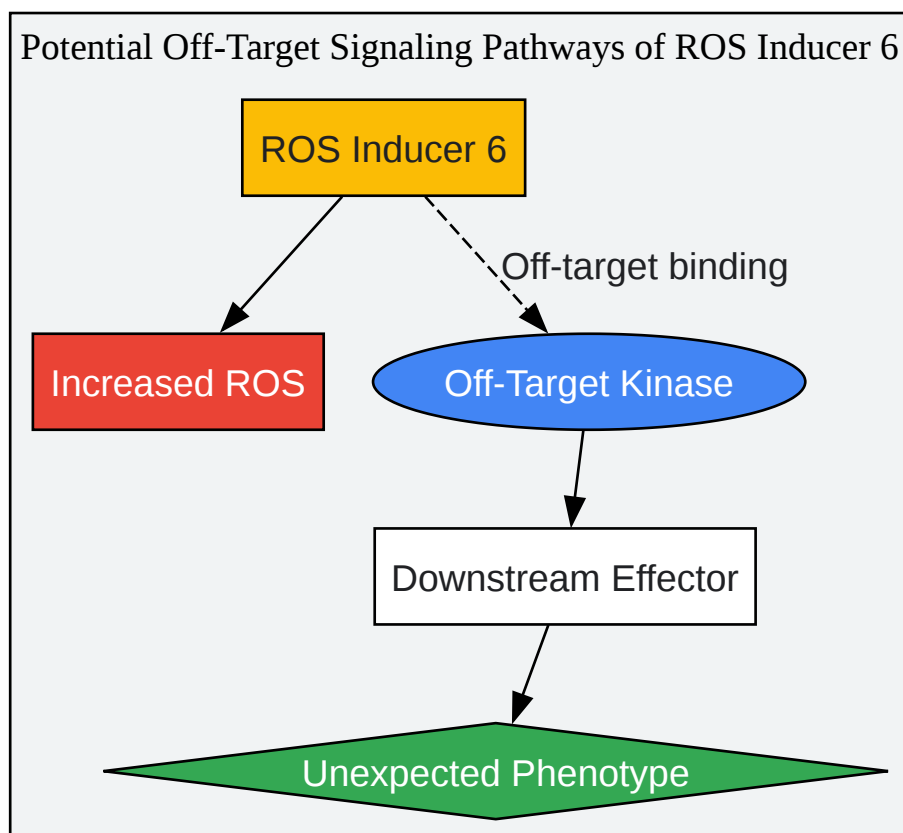 Potential Off-Target Signaling Pathways of ROS Inducer 6
ROS Inducer 6
Off-target binding
Increased ROS
Off-Target Kinase
Downstream Effector
Unexpected Phenotype